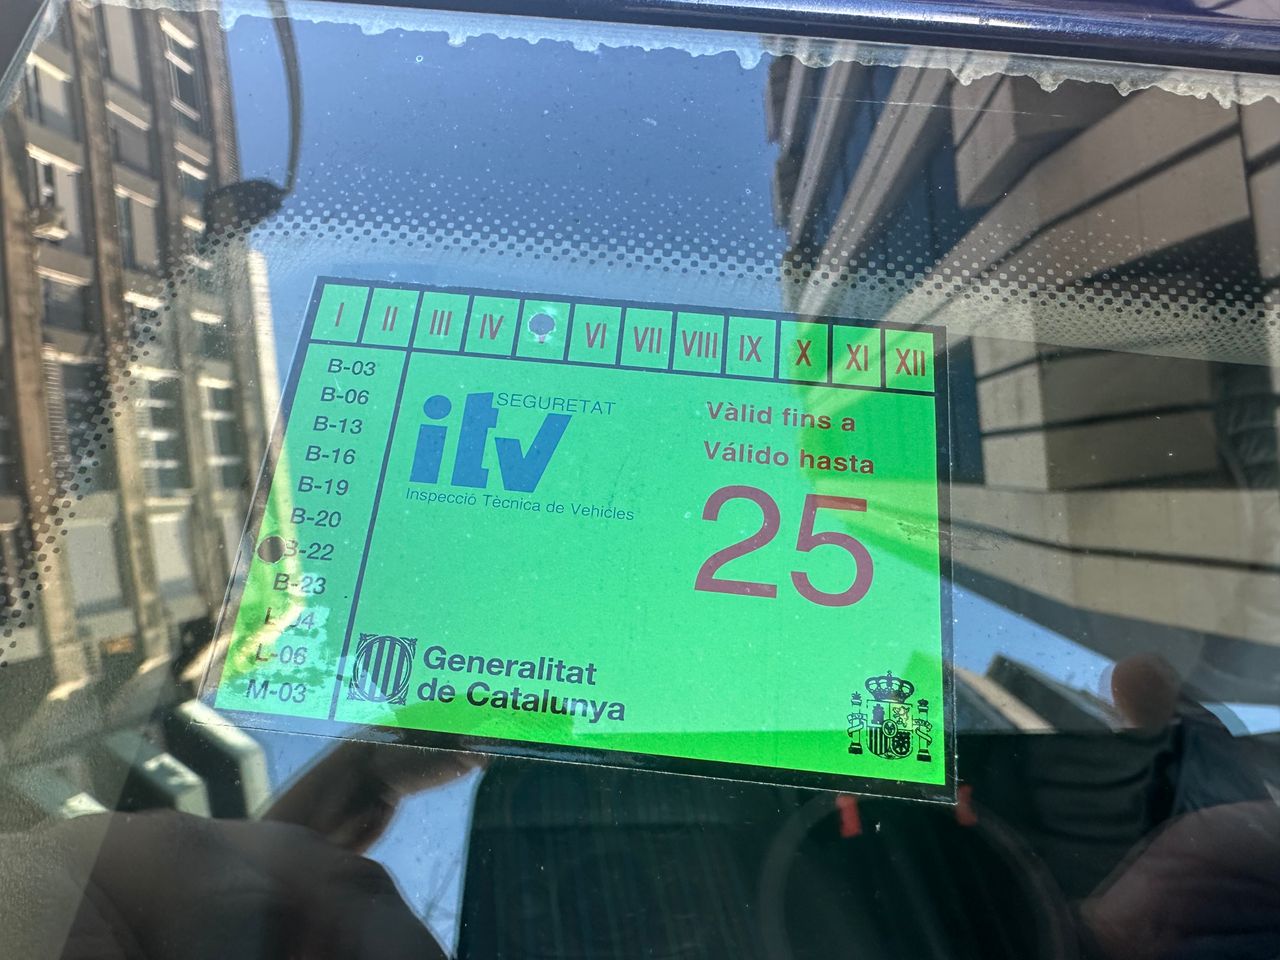 I II III IV VI VII VIII IX X XI XII
B-03
B-06
B-13
B-16
B-19
B-20
B-22
B-23
L-04
L-06
M-03
SEGURETAT
itv
Inspecció Tècnica de Vehicles
Vàlid fins a
Válido hasta
25
Generalitat
de Catalunya